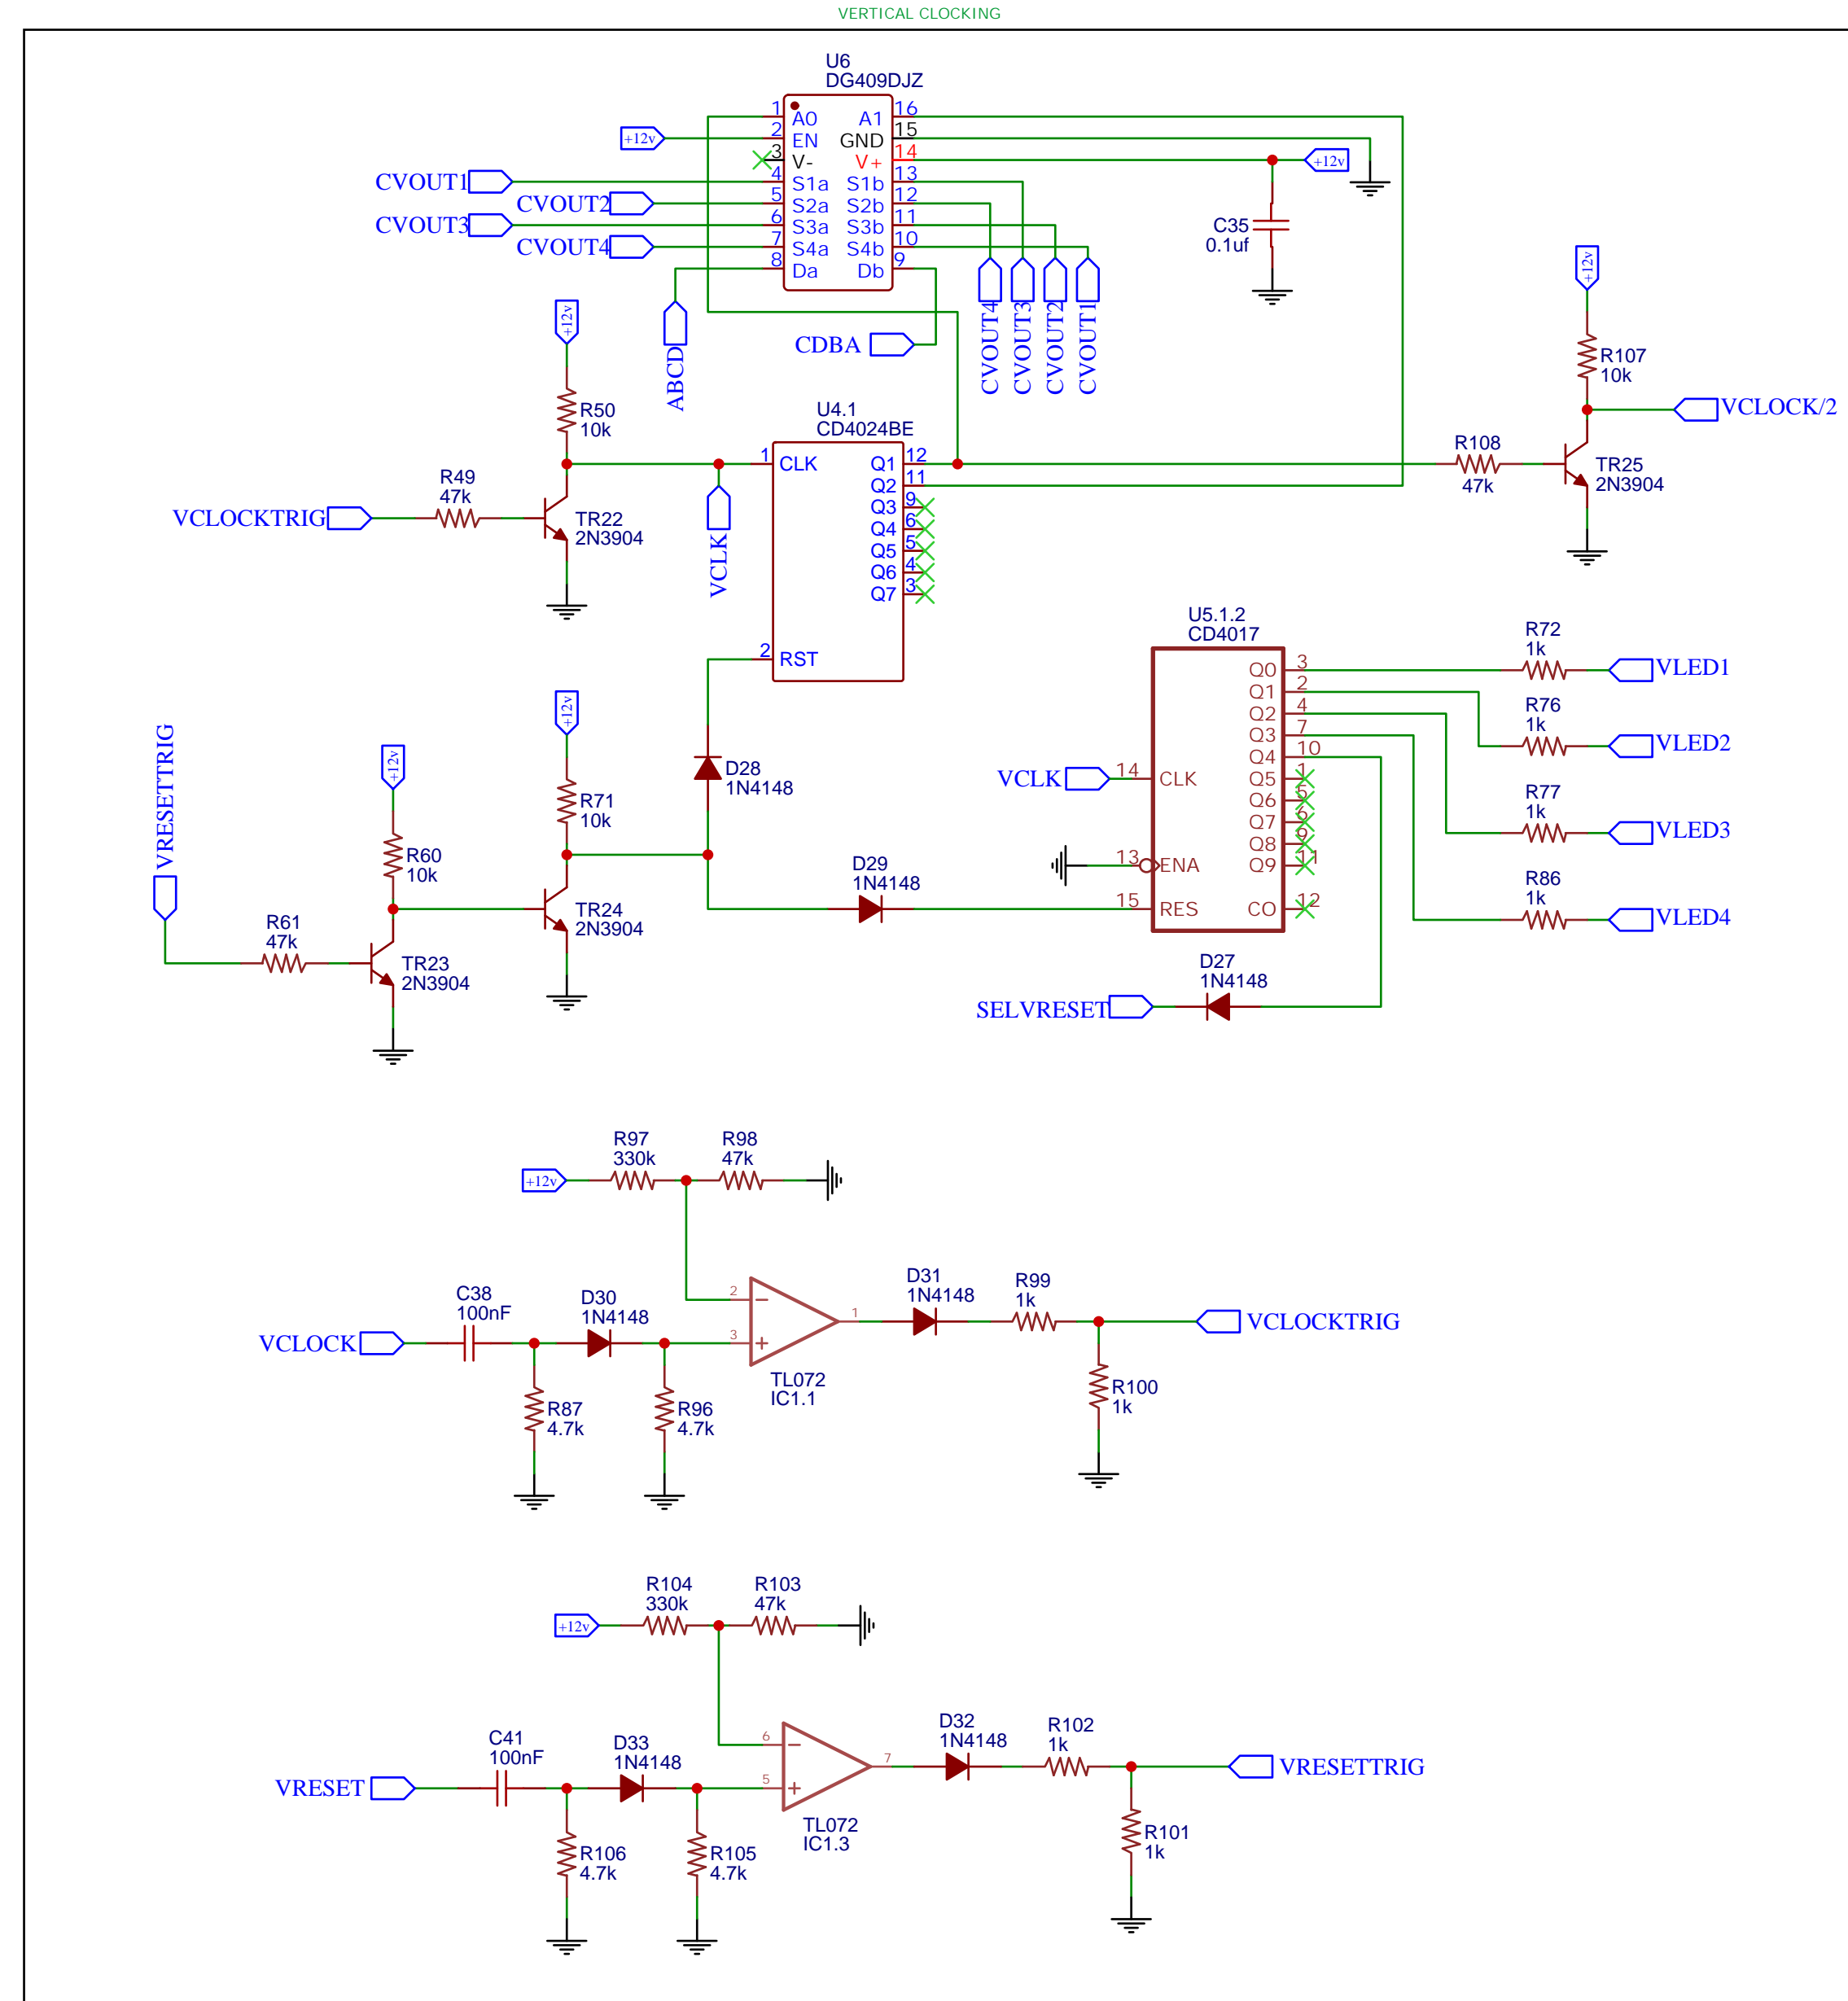 VERTICAL CLOCKING
U6
DG409DJZ
1 A0 A1 16
2 EN GND 15
3 V- V+ 14
4 S1a S1b 13
5 S2a S2b 12
6 S3a S3b 11
7 S4a S4b 10
8 Da Db 9
+12v
+12v
CVOUT1
CVOUT2
CVOUT3
CVOUT4
C35
0.1uf
CVOUT4
CVOUT3
CVOUT2
CVOUT1
ABCD
CDBA
+12v
R107
10k
VCLOCK/2
R108
47k
TR25
2N3904
+12v
R50
10k
R49
47k
VCLOCKTRIG
TR22
2N3904
VCLK
U4.1
CD4024BE
1 CLK Q1 12
Q2 11
Q3 9
Q4 6
Q5 5
Q6 4
Q7 3
2 RST
U5.1.2
CD4017
Q0 3
Q1 2
Q2 4
Q3 7
Q4 10
VCLK 14 CLK Q5 1
Q6 5
Q7 6
Q8 9
13 ENA Q9 11
15 RES CO 12
R72
1k
VLED1
R76
1k
VLED2
R77
1k
VLED3
R86
1k
VLED4
VRESETTRIG
+12v
+12v
D28
1N4148
R71
10k
R60
10k
D29
1N4148
TR24
2N3904
R61
47k
TR23
2N3904
D27
1N4148
SELVRESET
R97
330k
R98
47k
+12v
C38
100nF
D30
1N4148
D31
1N4148
R99
1k
VCLOCK
2
3
1
VCLOCKTRIG
TL072
IC1.1
R87
4.7k
R96
4.7k
R100
1k
R104
330k
R103
47k
+12v
C41
100nF
D33
1N4148
D32
1N4148
R102
1k
VRESET
6
5
7
VRESETTRIG
TL072
IC1.3
R106
4.7k
R105
4.7k
R101
1k